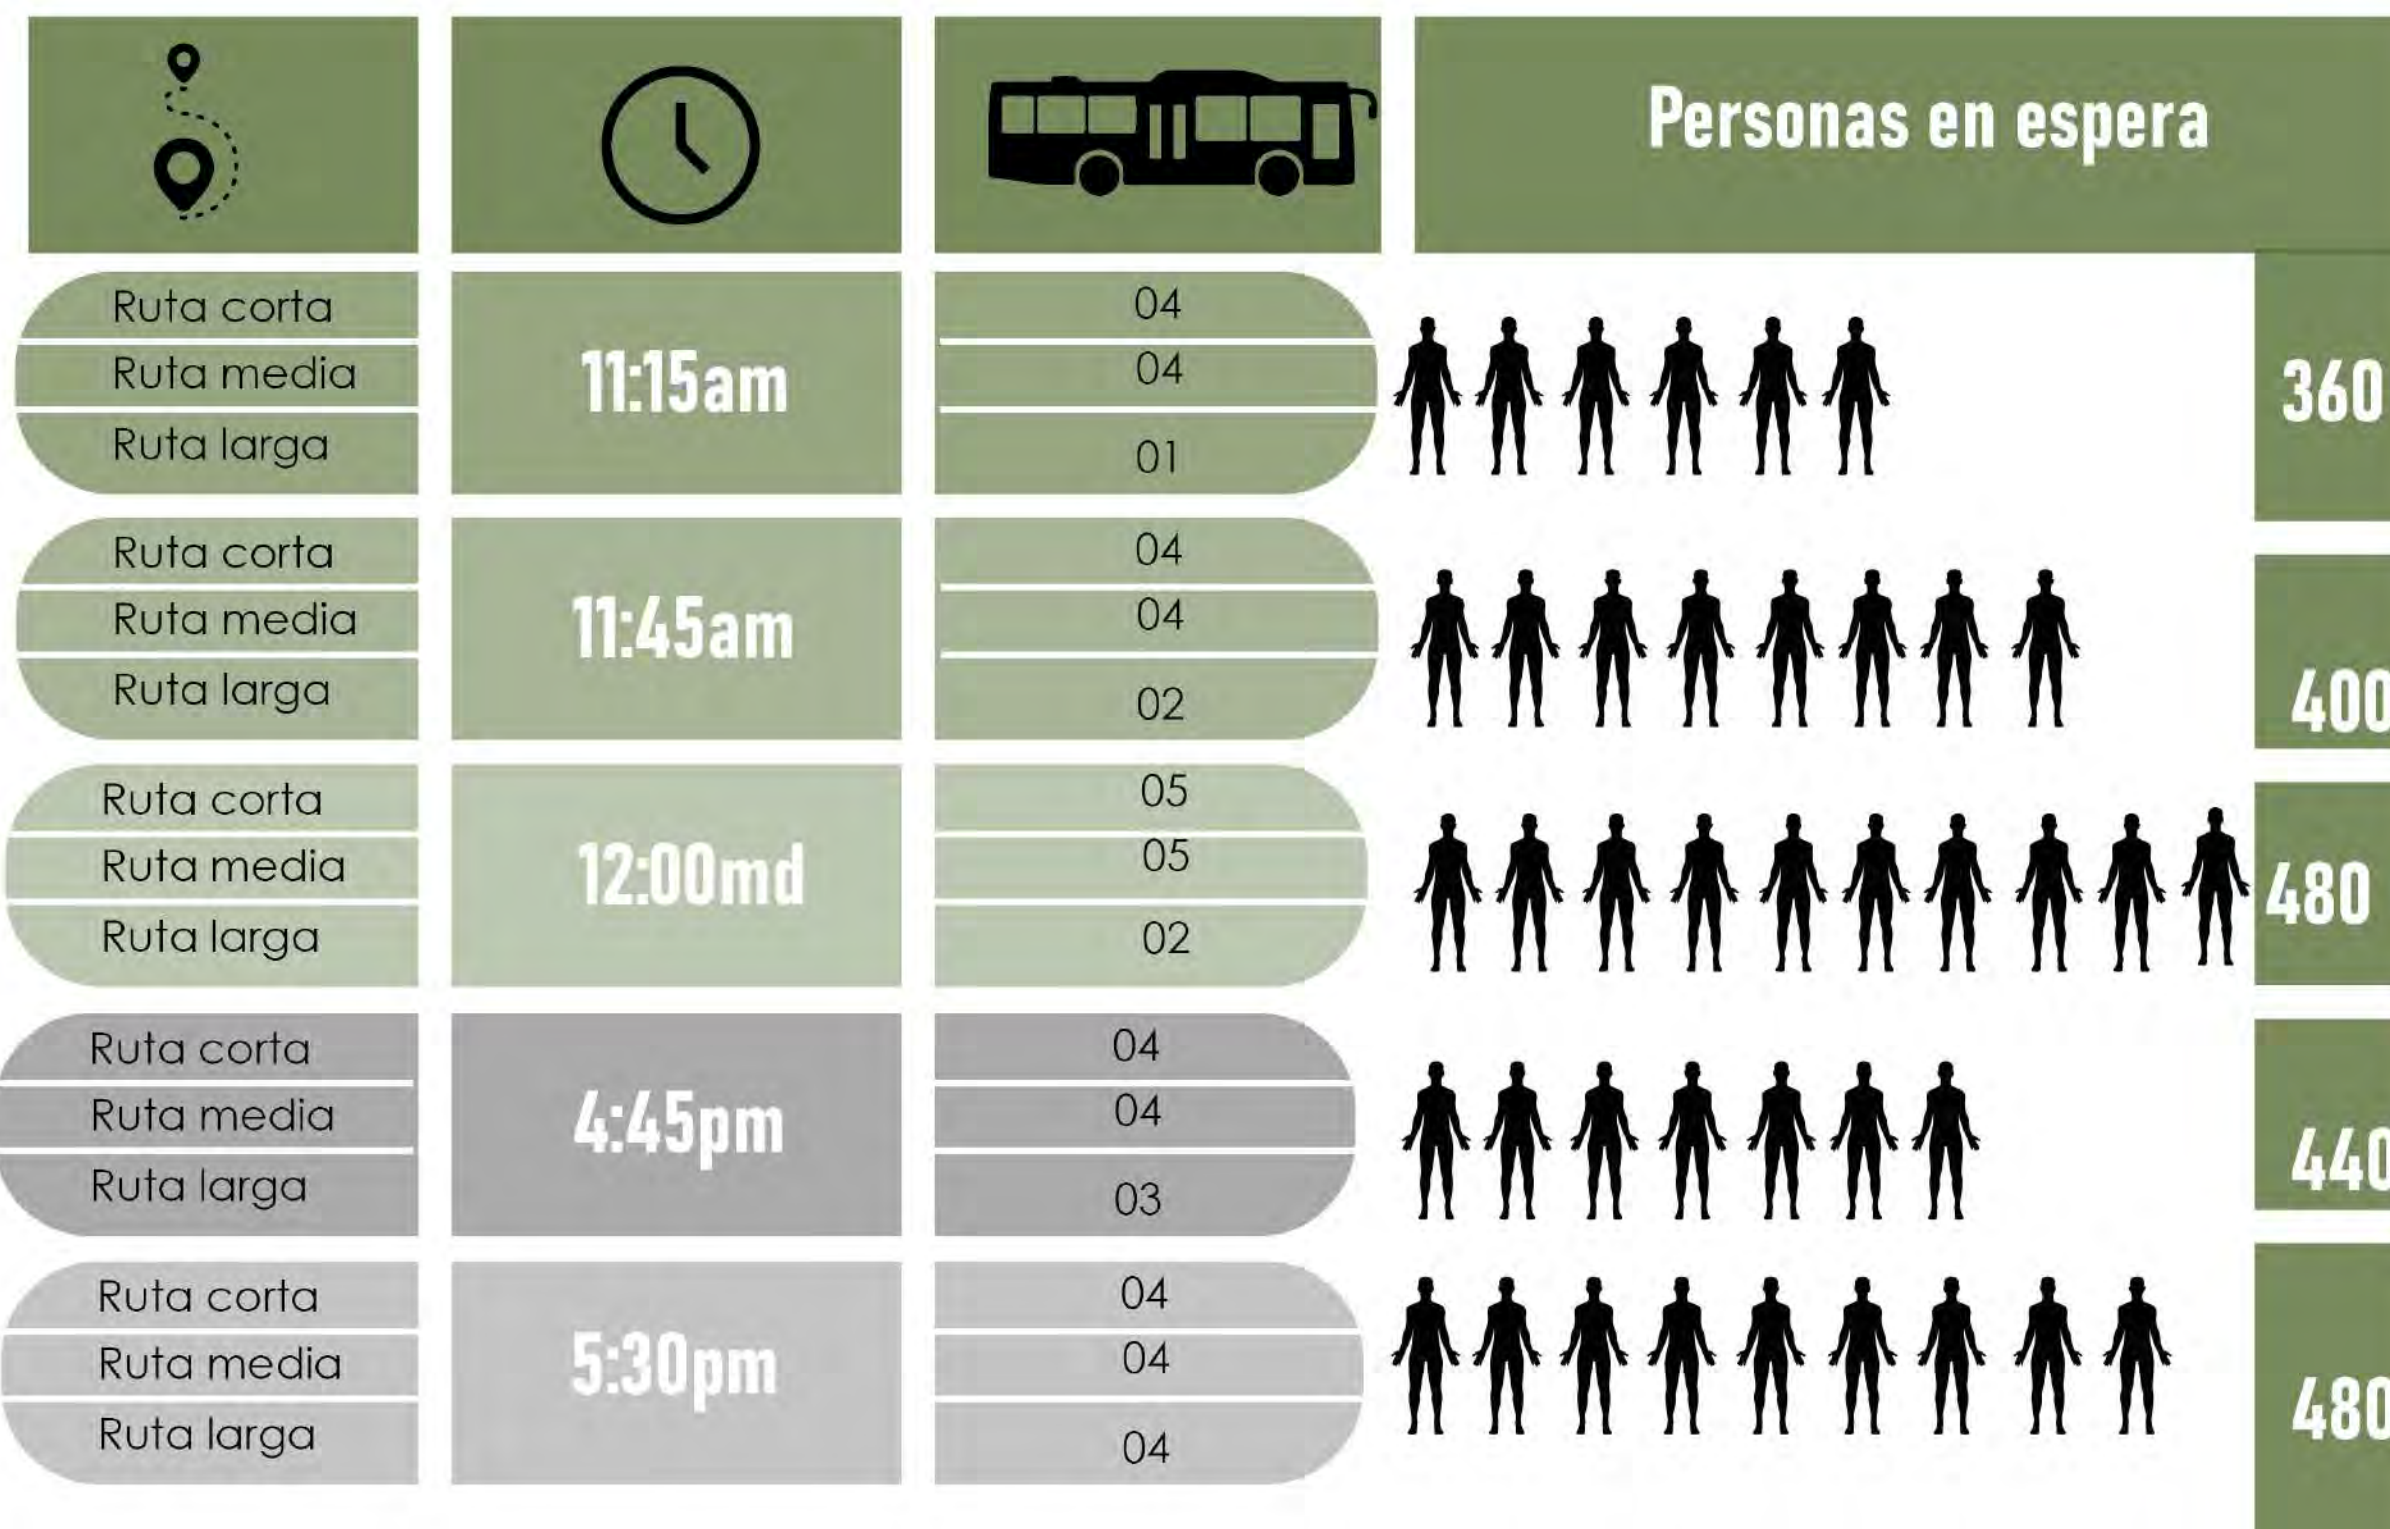 Personas en espera
Ruta corta
Ruta media
Ruta larga
11:15am
04
04
01
360
Ruta corta
Ruta media
Ruta larga
11:45am
04
04
02
400
Ruta corta
Ruta media
Ruta larga
12:00md
05
05
02
480
Ruta corta
Ruta media
Ruta larga
4:45pm
04
04
03
440
Ruta corta
Ruta media
Ruta larga
5:30pm
04
04
04
480